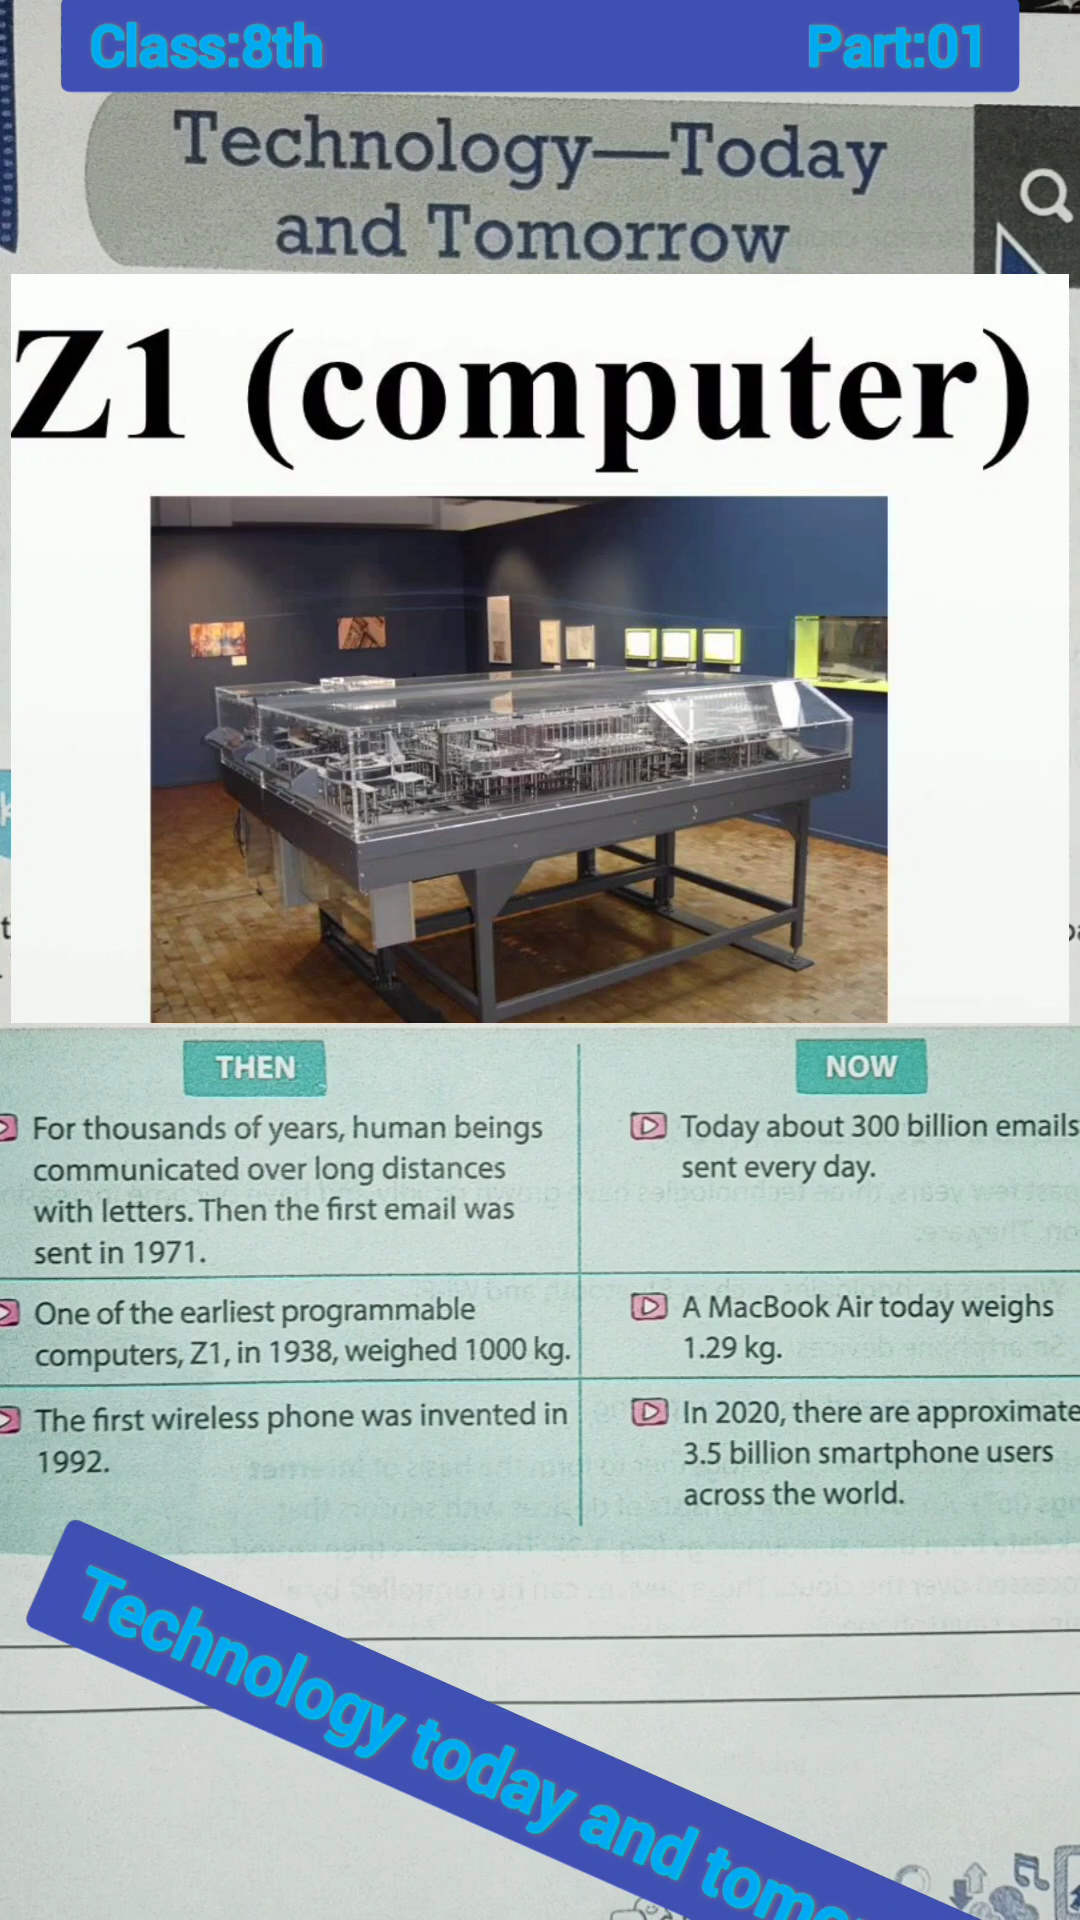 Class:8th
Part:01
Technology—Today
and Tomorrow
Z1 (computer)
THEN
NOW
For thousands of years, human beings
communicated over long distances
with letters. Then the first email was
sent in 1971.
Today about 300 billion emails
sent every day.
One of the earliest programmable
computers, Z1, in 1938, weighed 1000 kg.
A MacBook Air today weighs
1.29 kg.
The first wireless phone was invented in
1992.
In 2020, there are approximate
3.5 billion smartphone users
across the world.
Technology today and tomo